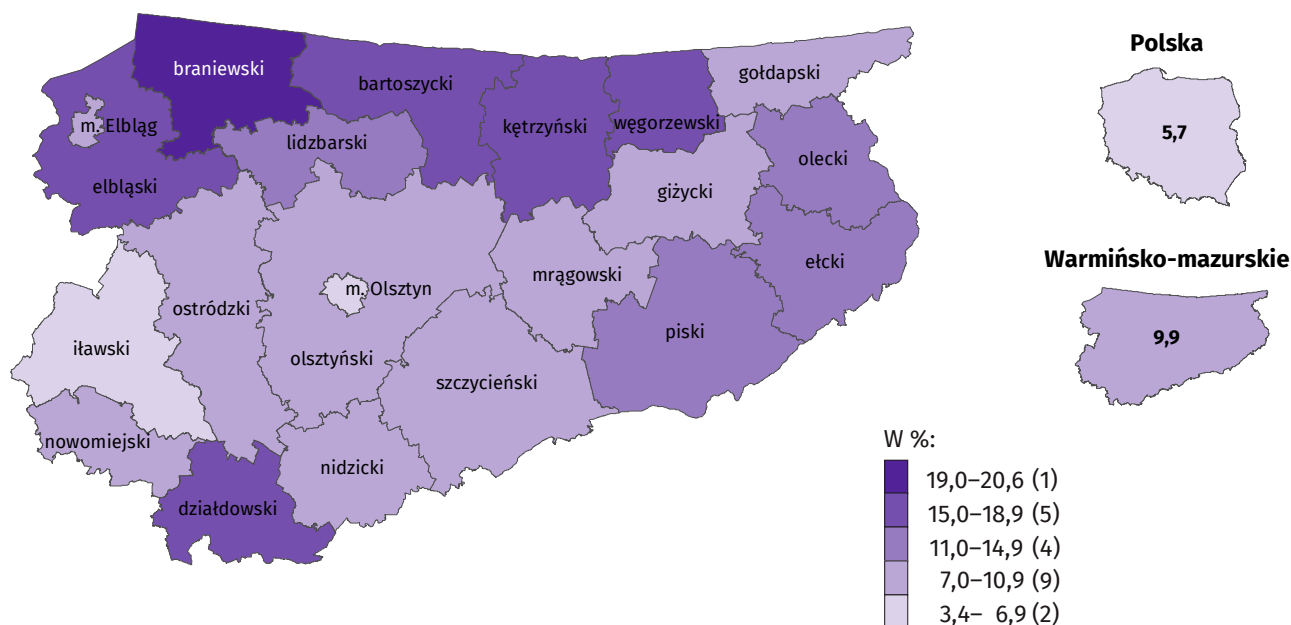 braniewski
bartoszycki
gołdapski
m. Elbląg
kętrzyński
węgorzewski
lidzbarski
olecki
elbląski
giżycki
ełcki
mrągowski
m. Olsztyn
ostródzki
piski
iławski
olsztyński
szczycieński
nowomiejski
nidzicki
działdowski
Polska
5,7
Warmińsko-mazurskie
9,9
W %:
19,0–20,6 (1)
15,0–18,9 (5)
11,0–14,9 (4)
7,0–10,9 (9)
3,4– 6,9 (2)